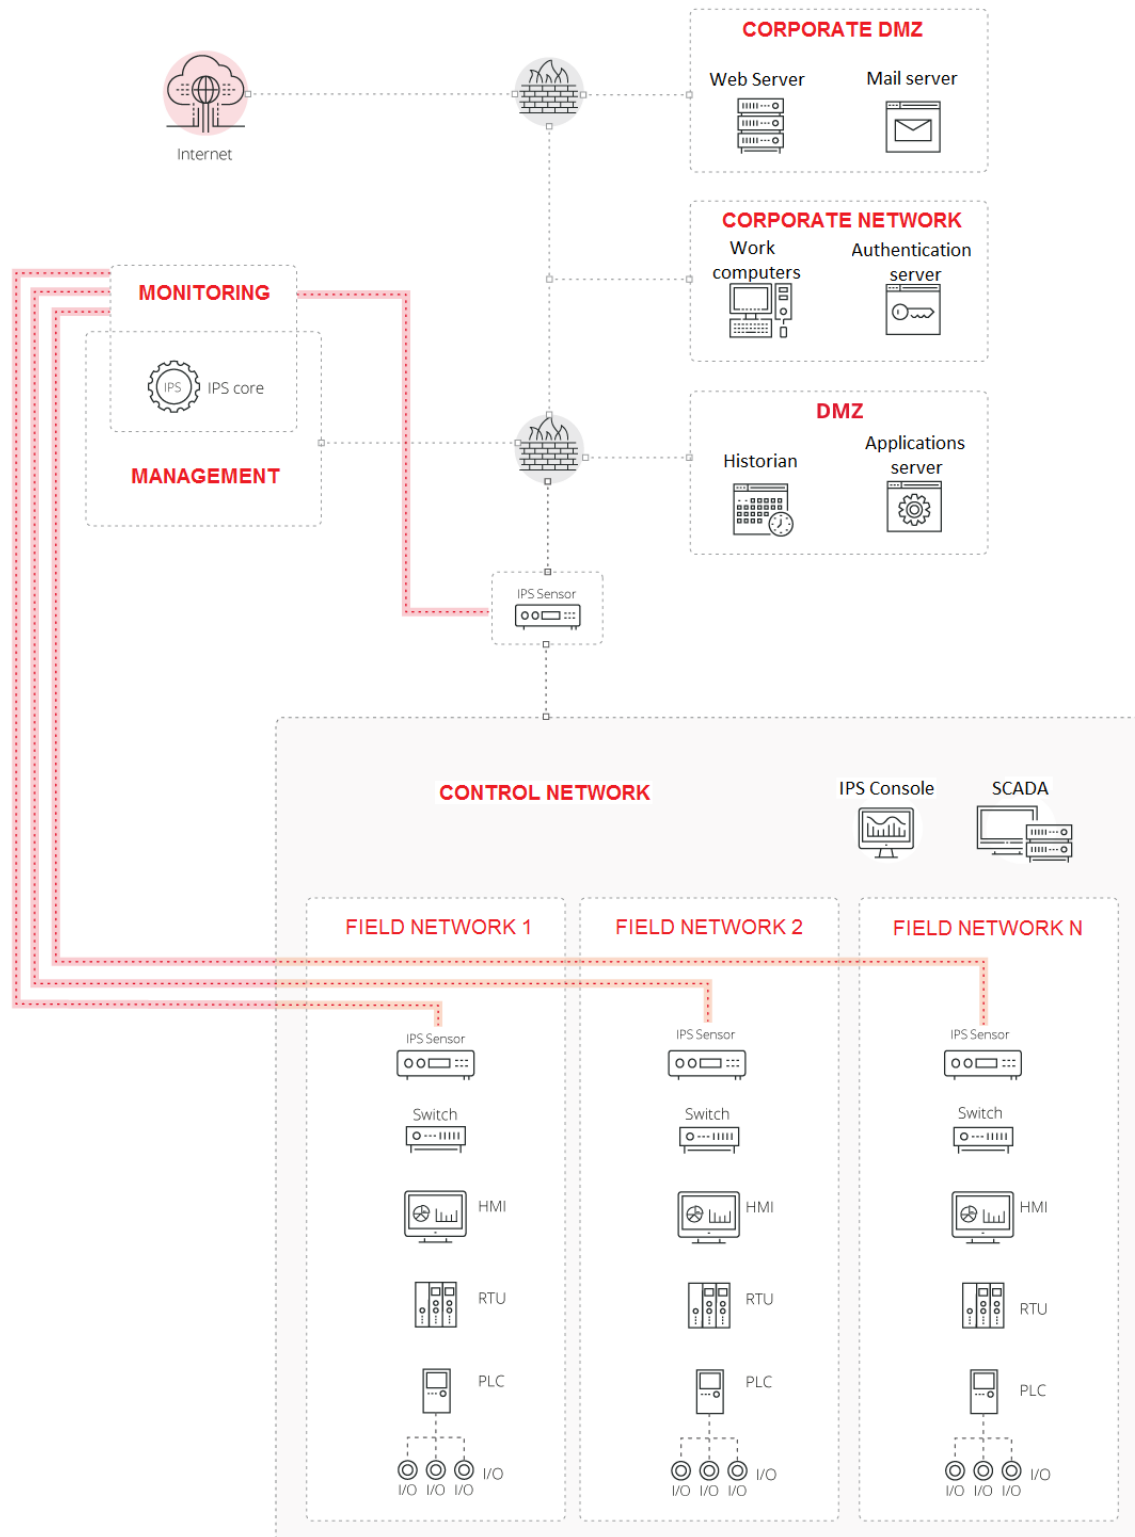 CORPORATE DMZ
Web Server
Mail server
Internet
CORPORATE NETWORK
Work
computers
Authentication
server
MONITORING
IPS
IPS core
MANAGEMENT
DMZ
Historian
Applications
server
IPS Sensor
CONTROL NETWORK
IPS Console
SCADA
FIELD NETWORK 1
IPS Sensor
Switch
HMI
RTU
PLC
I/O
I/O I/O I/O
FIELD NETWORK 2
IPS Sensor
Switch
HMI
RTU
PLC
I/O
I/O I/O I/O
FIELD NETWORK N
IPS Sensor
Switch
HMI
RTU
PLC
I/O
I/O I/O I/O